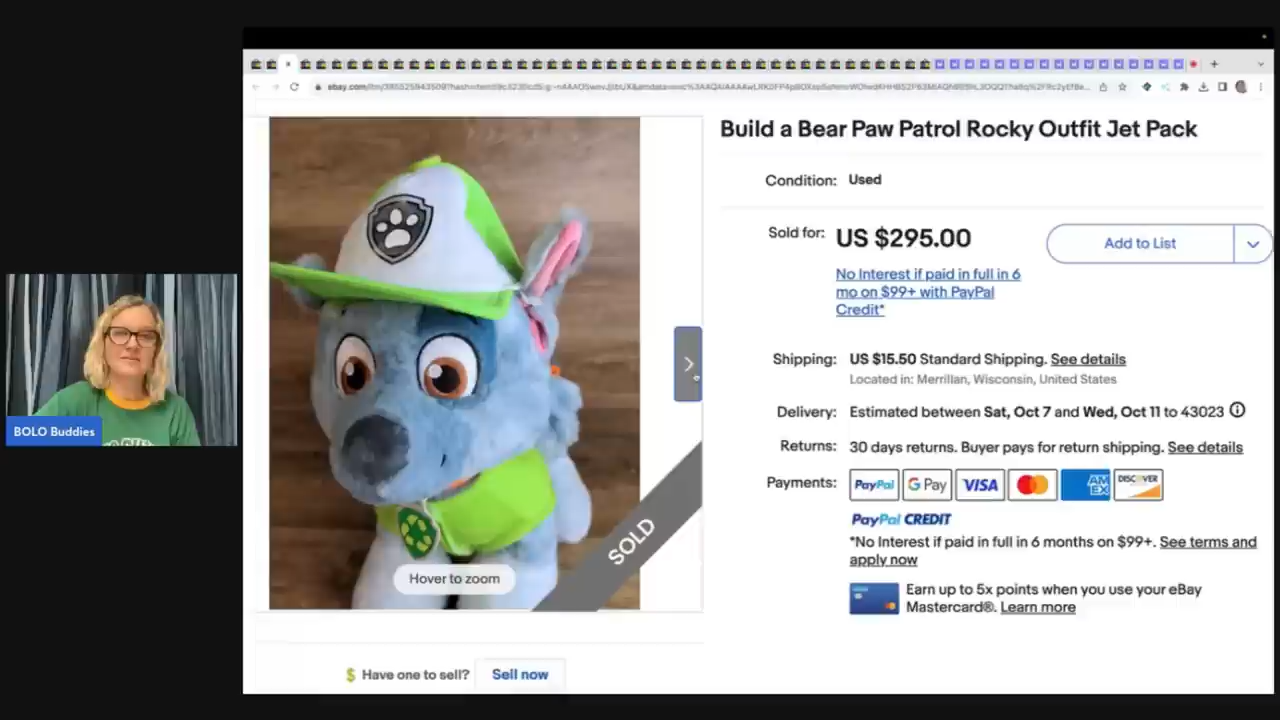 Build a Bear Paw Patrol Rocky Outfit Jet Pack
Condition: Used
Sold for: US $295.00
Add to List
No Interest if paid in full in 6
mo on $99+ with PayPal
Credit*
Shipping: US $15.50 Standard Shipping. See details
Located in: Merrillan, Wisconsin, United States
Delivery: Estimated between Sat, Oct 7 and Wed, Oct 11 to 43023
Returns: 30 days returns. Buyer pays for return shipping. See details
Payments: PayPal G Pay VISA MasterCard AM EX DISCOVER
PayPal CREDIT
*No Interest if paid in full in 6 months on $99+. See terms and
apply now
Earn up to 5x points when you use your eBay
Mastercard®. Learn more
SOLD
Hover to zoom
Have one to sell? Sell now
BOLO Buddies